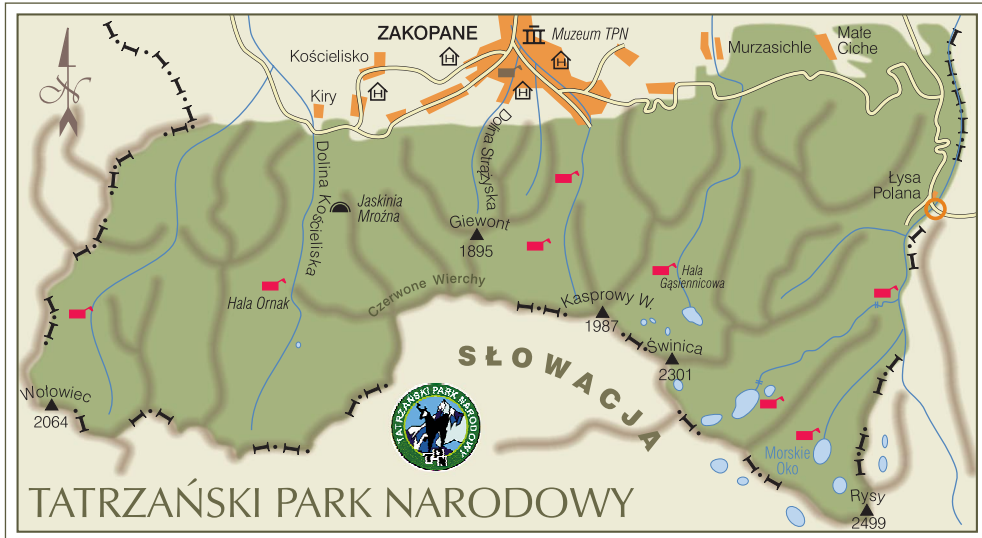 ZAKOPANE
Muzeum TPN
Kościelisko
Murzasichle
Małe
Ciche
Kiry
Dolina Kościeliska
Dolina Strążyska
Jaskinia
Mroźna
Łysa
Polana
Giewont
1895
Hala Ornak
Czerwone Wierchy
Hala
Gąsiennicowa
Kasprowy W.
1987
Świnica
2301
SŁOWACJA
Wołowiec
2064
TATRZAŃSKI PARK NARODOWY
TPN
Morskie
Oko
Rysy
2499
TATRZAŃSKI PARK NARODOWY